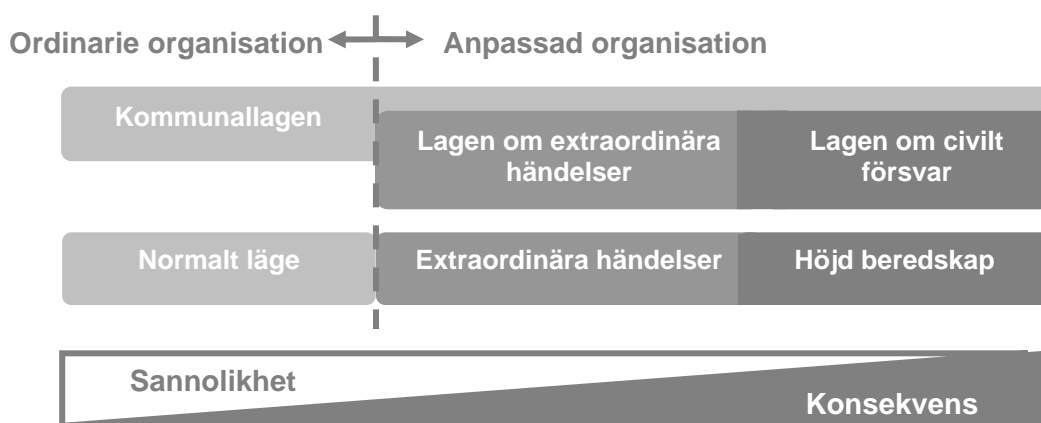 Ordinarie organisation
Anpassad organisation
Kommunallagen
Lagen om extraordinära
händelser
Lagen om civilt
försvar
Normalt läge
Extraordinära händelser
Höjd beredskap
Sannolikhet
Konsekvens